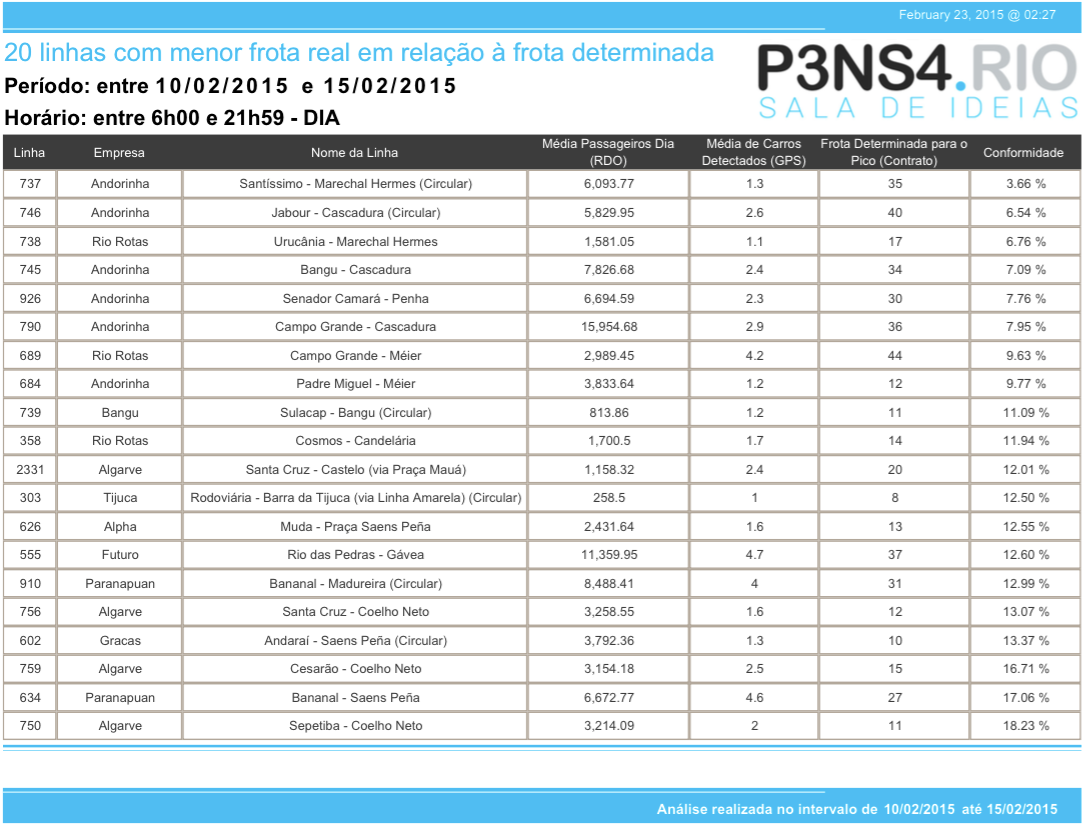 February 23, 2015 @ 02:27
20 linhas com menor frota real em relação à frota determinada
Período: entre 10/02/2015 e 15/02/2015
Horário: entre 6h00 e 21h59 - DIA
P3NS4.RIO
SALA DE IDEIAS
Linha Empresa Nome da Linha Média Passageiros Dia (RDO) Média de Carros Detectados (GPS) Frota Determinada para o Pico (Contrato) Conformidade
737 Andorinha Santíssimo - Marechal Hermes (Circular) 6,093.77 1.3 35 3.66 %
746 Andorinha Jabour - Cascadura (Circular) 5,829.95 2.6 40 6.54 %
738 Rio Rotas Urucânia - Marechal Hermes 1,581.05 1.1 17 6.76 %
745 Andorinha Bangu - Cascadura 7,826.68 2.4 34 7.09 %
926 Andorinha Senador Camará - Penha 6,694.59 2.3 30 7.76 %
790 Andorinha Campo Grande - Cascadura 15,954.68 2.9 36 7.95 %
689 Rio Rotas Campo Grande - Méier 2,989.45 4.2 44 9.63 %
684 Andorinha Padre Miguel - Méier 3,833.64 1.2 12 9.77 %
739 Bangu Sulacap - Bangu (Circular) 813.86 1.2 11 11.09 %
358 Rio Rotas Cosmos - Candelária 1,700.5 1.7 14 11.94 %
2331 Algarve Santa Cruz - Castelo (via Praça Mauá) 1,158.32 2.4 20 12.01 %
303 Tijuca Rodoviária - Barra da Tijuca (via Linha Amarela) (Circular) 258.5 1 8 12.50 %
626 Alpha Muda - Praça Saens Peña 2,431.64 1.6 13 12.55 %
555 Futuro Rio das Pedras - Gávea 11,359.95 4.7 37 12.60 %
910 Paranapuan Bananal - Madureira (Circular) 8,488.41 4 31 12.99 %
756 Algarve Santa Cruz - Coelho Neto 3,258.55 1.6 12 13.07 %
602 Gracas Andaraí - Saens Peña (Circular) 3,792.36 1.3 10 13.37 %
759 Algarve Cesarão - Coelho Neto 3,154.18 2.5 15 16.71 %
634 Paranapuan Bananal - Saens Peña 6,672.77 4.6 27 17.06 %
750 Algarve Sepetiba - Coelho Neto 3,214.09 2 11 18.23 %
Análise realizada no intervalo de 10/02/2015 até 15/02/2015